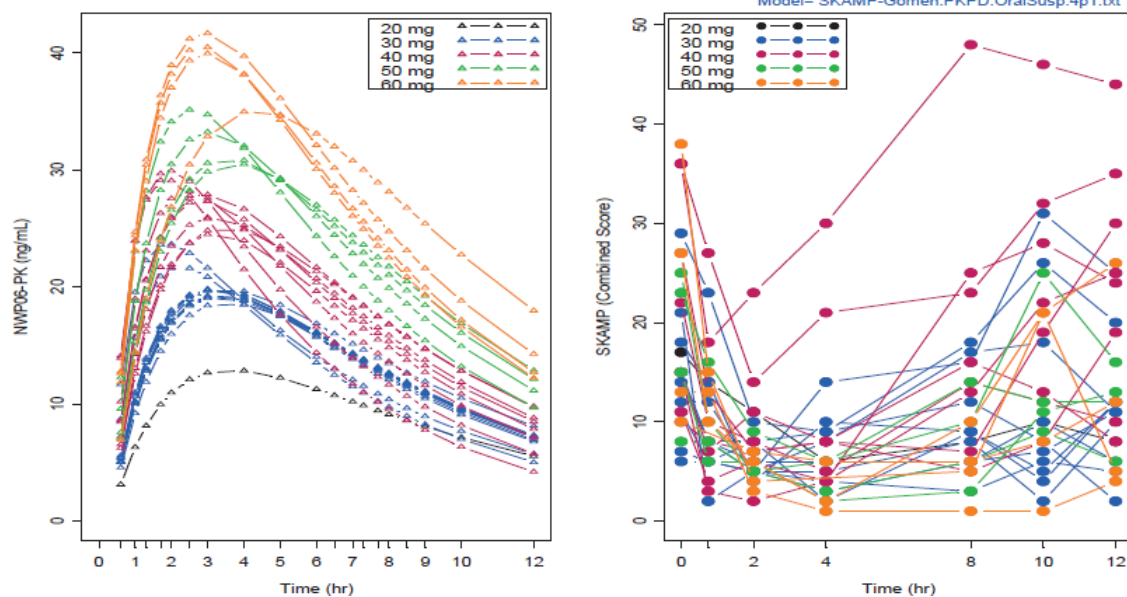 Model= SKAMP-Gomeni.PKPD.OralSusp.4p1.txt
20 mg
30 mg
40 mg
50 mg
60 mg
NWP06-PK (ng/mL)
0
10
20
30
40
0 1 2 3 4 5 6 7 8 9 10 12
Time (hr)
20 mg
30 mg
40 mg
50 mg
60 mg
SKAMP (Combined Score)
0
10
20
30
40
50
0 2 4 8 10 12
Time (hr)